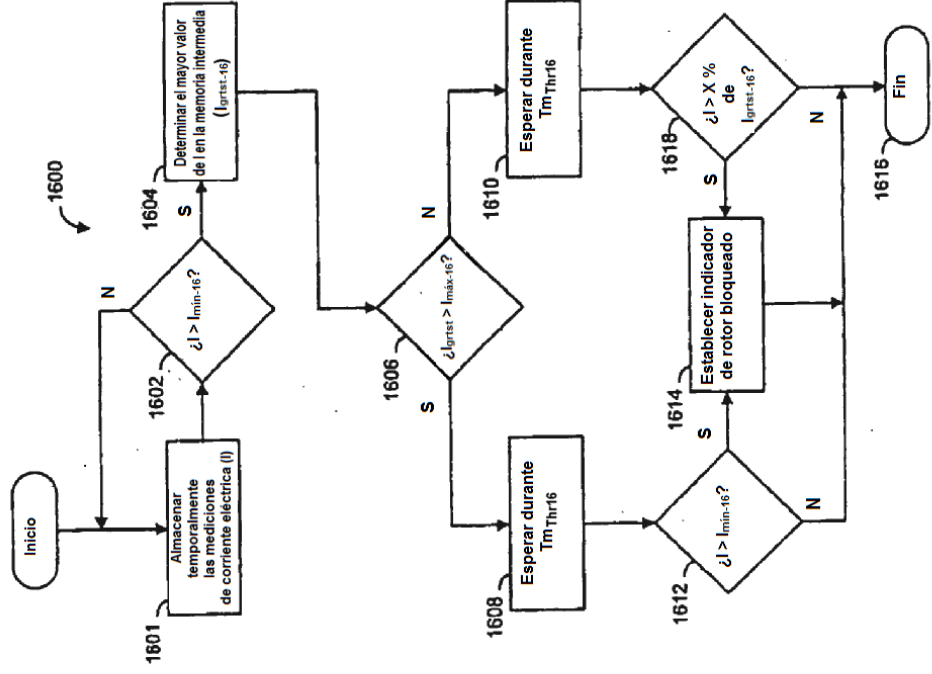 1600
Inicio
Almacenar
temporalmente
las mediciones
de corriente eléctrica (I)
1601
¿I > Imín-16?
1602
N
S
Determinar el mayor valor
de I en la memoria intermedia
(Igrtst-16)
1604
¿Igrtst > Imáx-16?
1606
S
N
Esperar durante
TmThr16
1608
Esperar durante
TmThr16
1610
¿I > Imín-16?
1612
S
N
Establecer indicador
de rotor bloqueado
1614
¿I > X %
de
Igrtst-16?
1618
S
N
Fin
1616